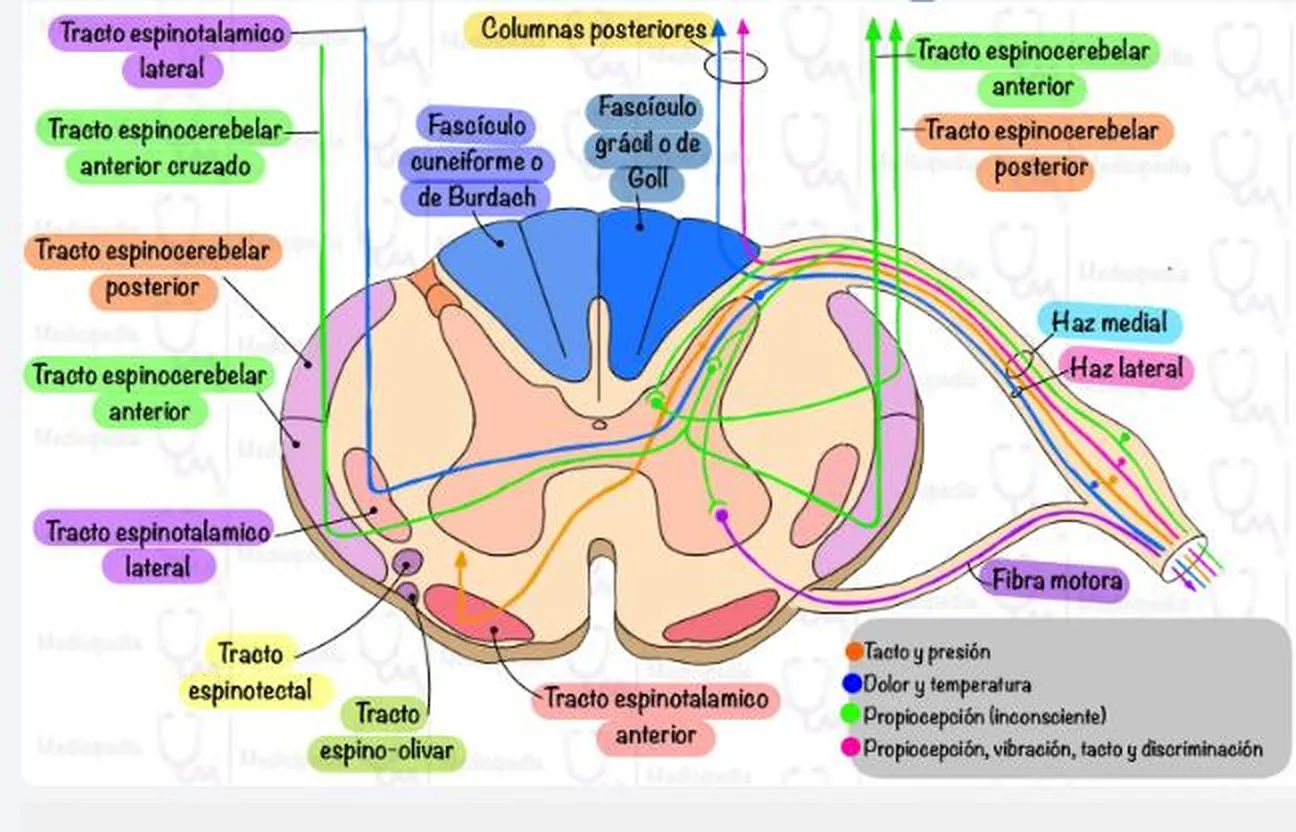 Tracto espinotalamico
lateral
Tracto espinocerebelar
anterior cruzado
Tracto espinocerebelar
posterior
Tracto espinocerebelar
anterior
Tracto espinotalamico
lateral
Tracto
espinotectal
Tracto
espino-olivar
Tracto espinotalamico
anterior
Fascículo
cuneiforme o
de Burdach
Fascículo
grácil o de
Goll
Columnas posteriores
Tracto espinocerebelar
anterior
Tracto espinocerebelar
posterior
Haz medial
Haz lateral
Fibra motora
Tacto y presión
Dolor y temperatura
Propiocepción (inconsciente)
Propiocepción, vibración, tacto y discriminación